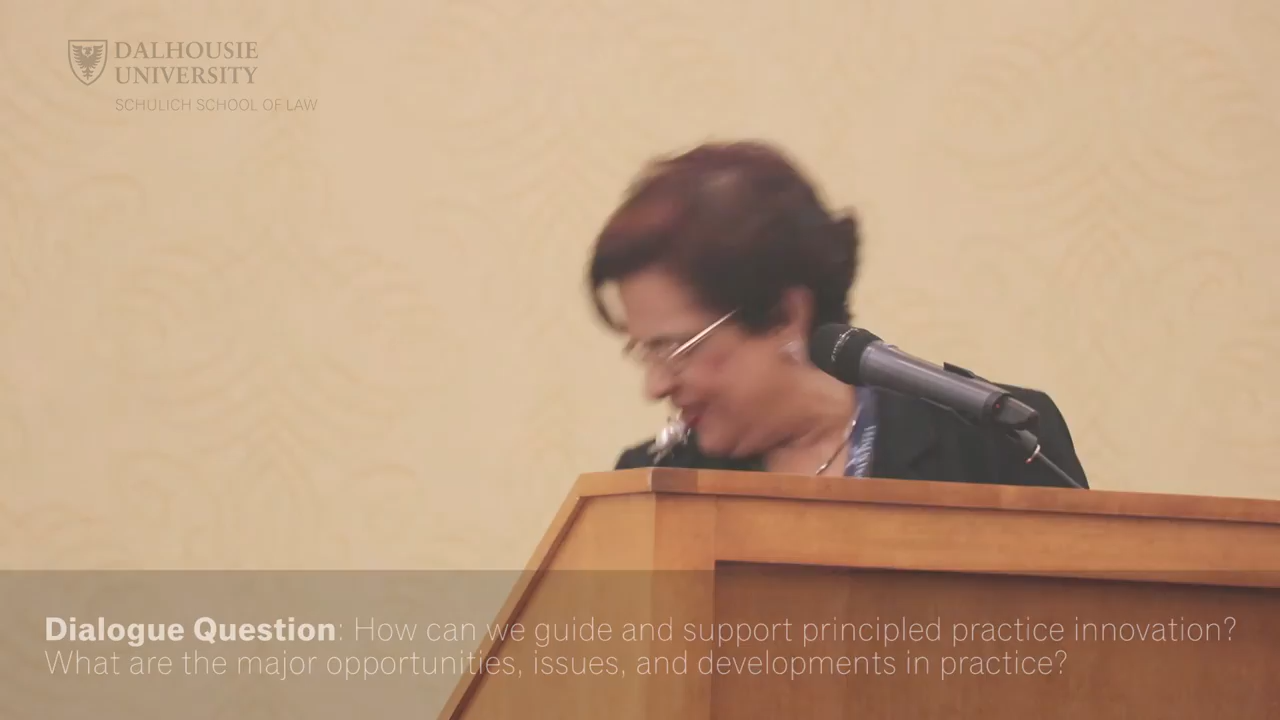 DALHOUSIE
UNIVERSITY
SCHULICH SCHOOL OF LAW
Dialogue Question: How can we guide and support principled practice innovation?
What are the major opportunities, issues, and developments in practice?